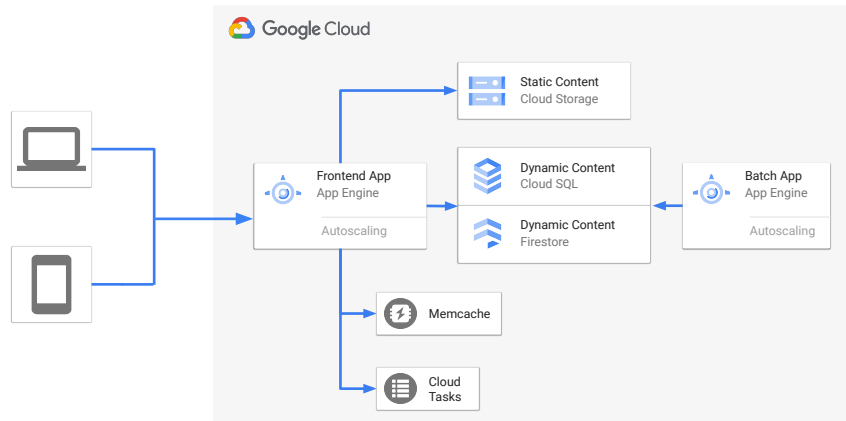 Google Cloud
Static Content
Cloud Storage
Frontend App
App Engine
Autoscaling
Dynamic Content
Cloud SQL
Dynamic Content
Firestore
Batch App
App Engine
Autoscaling
Memcache
Cloud
Tasks